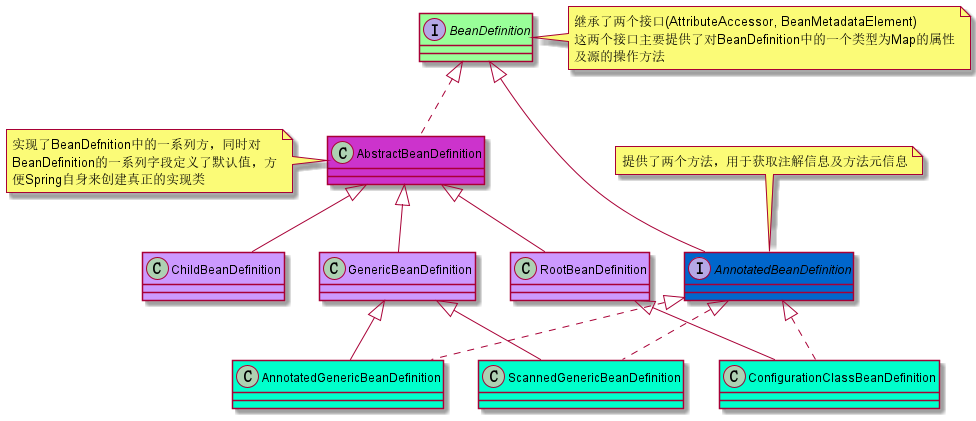 I BeanDefinition
继承了两个接口(AttributeAccessor, BeanMetadataElement)
这两个接口主要提供了对BeanDefinition中的一个类型为Map的属性
及源的操作方法
实现了BeanDefnition中的一系列方，同时对
BeanDefinition的一系列字段定义了默认值，方
便Spring自身来创建真正的实现类
C AbstractBeanDefinition
提供了两个方法，用于获取注解信息及方法元信息
C ChildBeanDefinition
C GenericBeanDefinition
C RootBeanDefinition
I AnnotatedBeanDefinition
C AnnotatedGenericBeanDefinition
C ScannedGenericBeanDefinition
C ConfigurationClassBeanDefinition